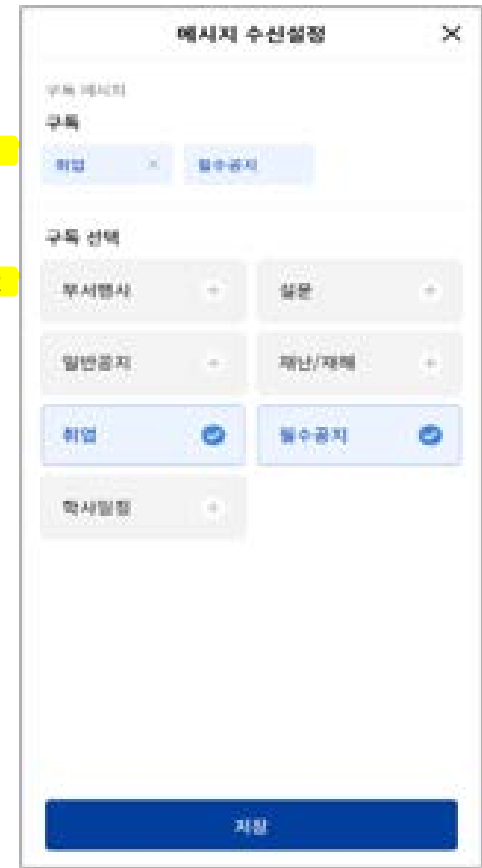 메시지 수신설정
구독 메시지
구독
취업 필수공지
구독 선택
부서행사 설문
일반공지 재난/재해
취업 필수공지
학사일정
저장